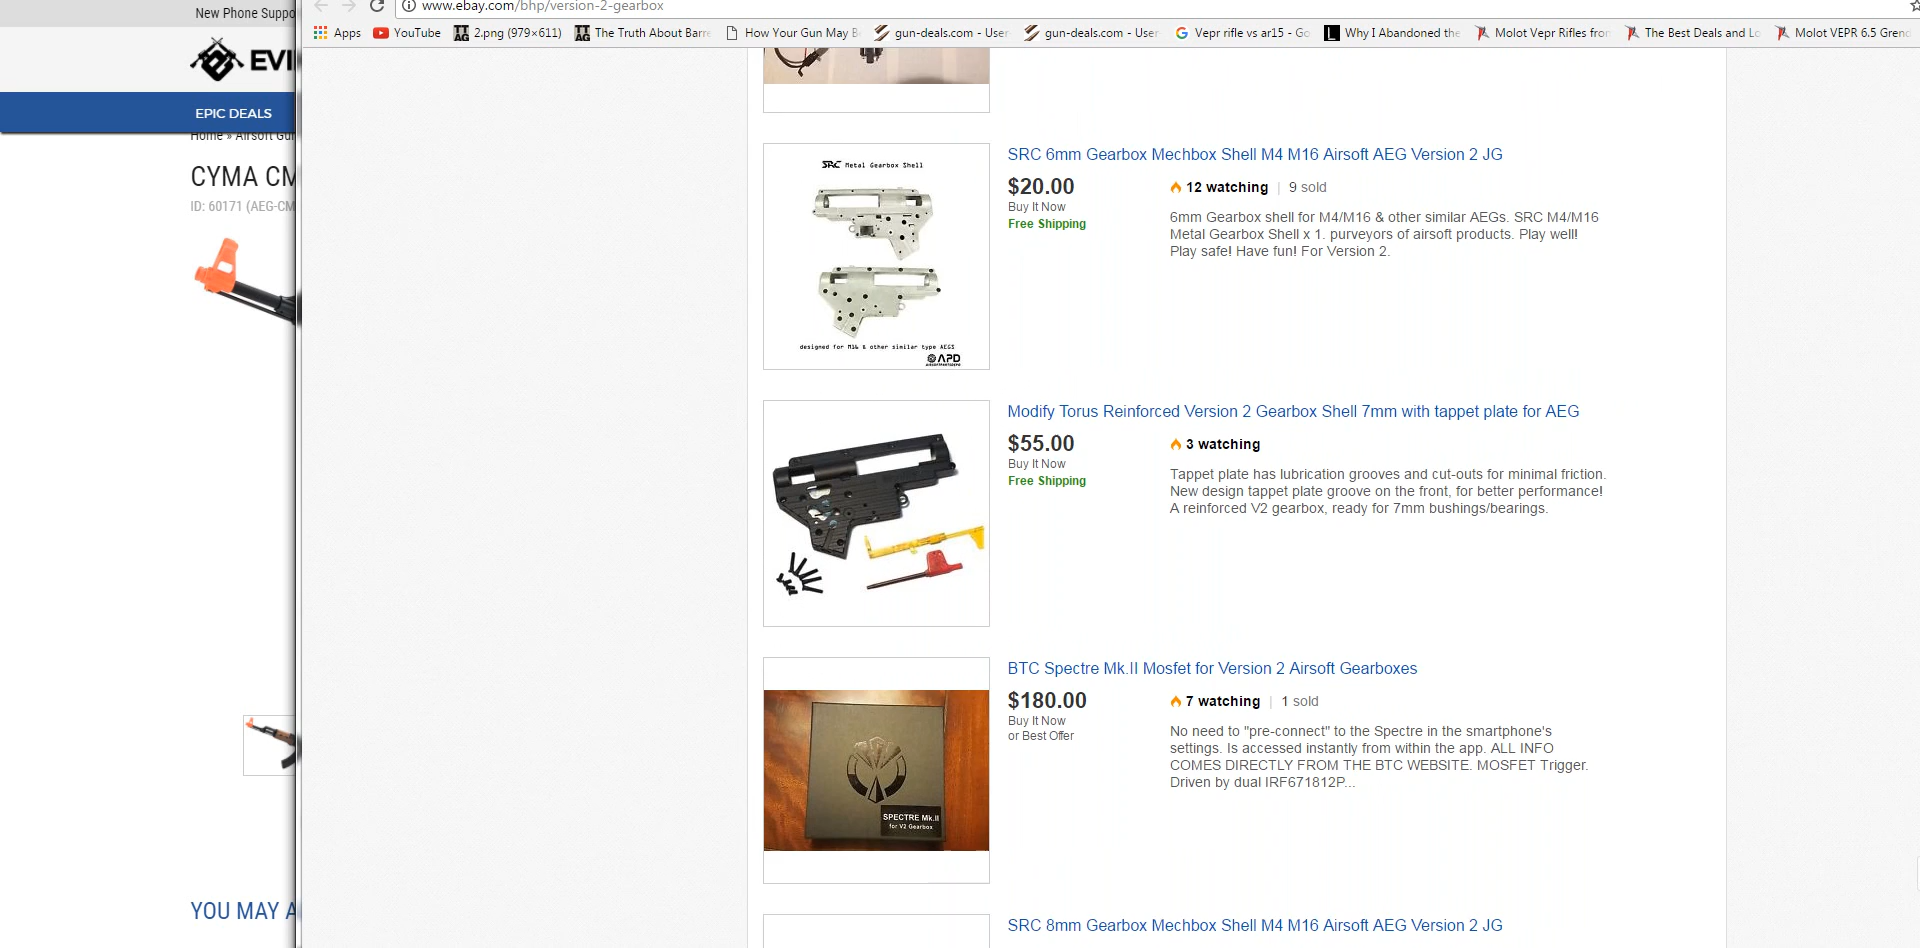 New Phone Suppo
EVI
EPIC DEALS
Home » Airsoft Gun
CYMA CM
ID: 60171 (AEG-CM
YOU MAY A
www.ebay.com/bhp/version-2-gearbox
Apps
YouTube
TTAG
2.png (979×611)
TTAG
The Truth About Barre
How Your Gun May B
gun-deals.com - User
gun-deals.com - User
Vepr rifle vs ar15 - Go
L
Why I Abandoned the
Molot Vepr Rifles from
The Best Deals and Lo
Molot VEPR 6.5 Grend
SRC Metal Gearbox Shell
designed for M16 & other similar type AEGS
APD
SRC 6mm Gearbox Mechbox Shell M4 M16 Airsoft AEG Version 2 JG
$20.00
Buy It Now
Free Shipping
12 watching | 9 sold
6mm Gearbox shell for M4/M16 & other similar AEGs. SRC M4/M16
Metal Gearbox Shell x 1. purveyors of airsoft products. Play well!
Play safe! Have fun! For Version 2.
Modify Torus Reinforced Version 2 Gearbox Shell 7mm with tappet plate for AEG
$55.00
Buy It Now
Free Shipping
3 watching
Tappet plate has lubrication grooves and cut-outs for minimal friction.
New design tappet plate groove on the front, for better performance!
A reinforced V2 gearbox, ready for 7mm bushings/bearings.
SPECTRE Mk.II
for V2 Gearbox
BTC Spectre Mk.II Mosfet for Version 2 Airsoft Gearboxes
$180.00
Buy It Now
or Best Offer
7 watching | 1 sold
No need to "pre-connect" to the Spectre in the smartphone's
settings. Is accessed instantly from within the app. ALL INFO
COMES DIRECTLY FROM THE BTC WEBSITE. MOSFET Trigger.
Driven by dual IRF671812P...
SRC 8mm Gearbox Mechbox Shell M4 M16 Airsoft AEG Version 2 JG